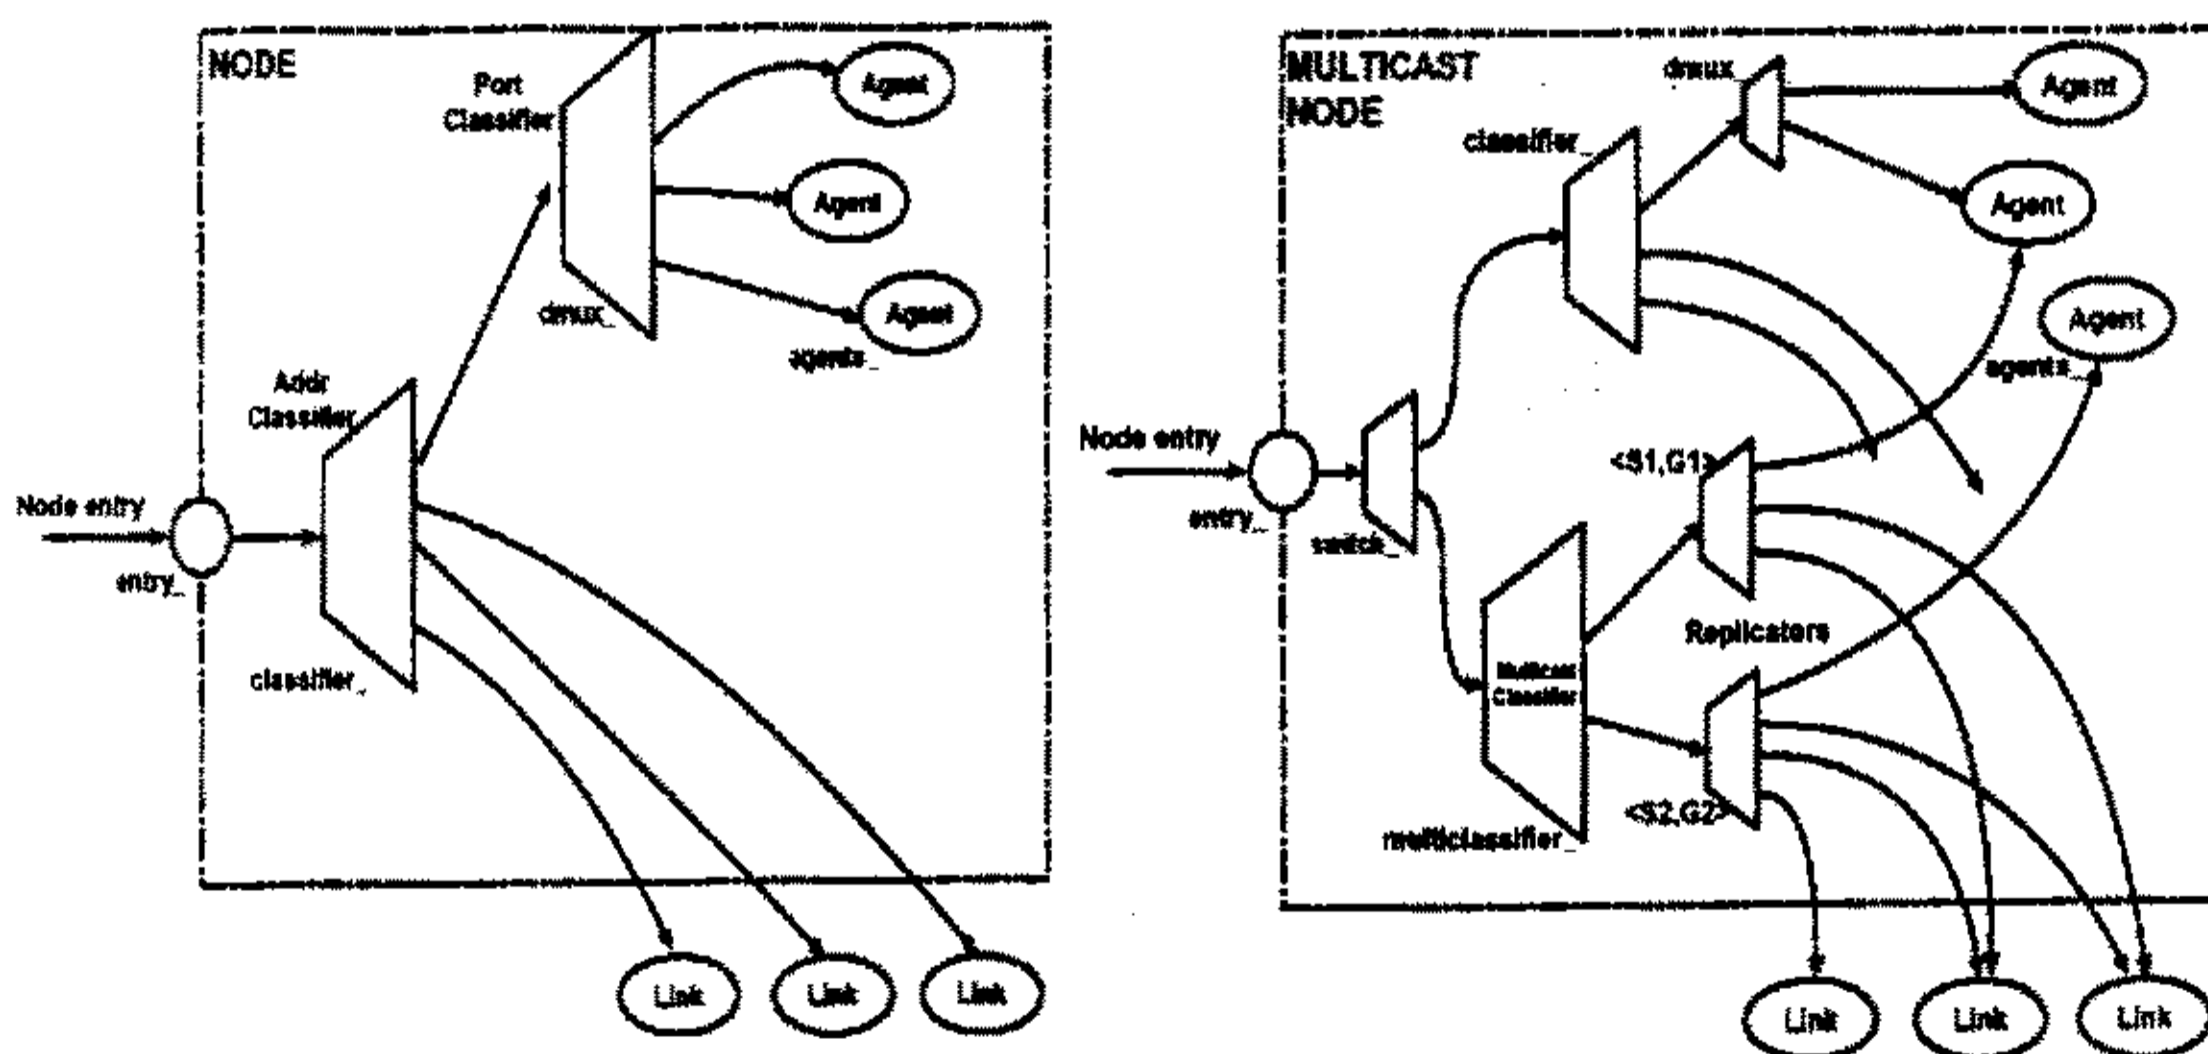 NODE
Port
Classifier
Agent
Agent
dmux_
Agent
agents_
Addr
Classifier
Node entry
entry_
classifier_
Link
Link
Link
MULTICAST
NODE
dmux_
Agent
classifier_
Agent
Agent
agents_
Node entry
<S1,G1>
entry_
switch_
Replicators
Multicast
Classifier
<S2,G2>
multiclassifier_
Link
Link
Link